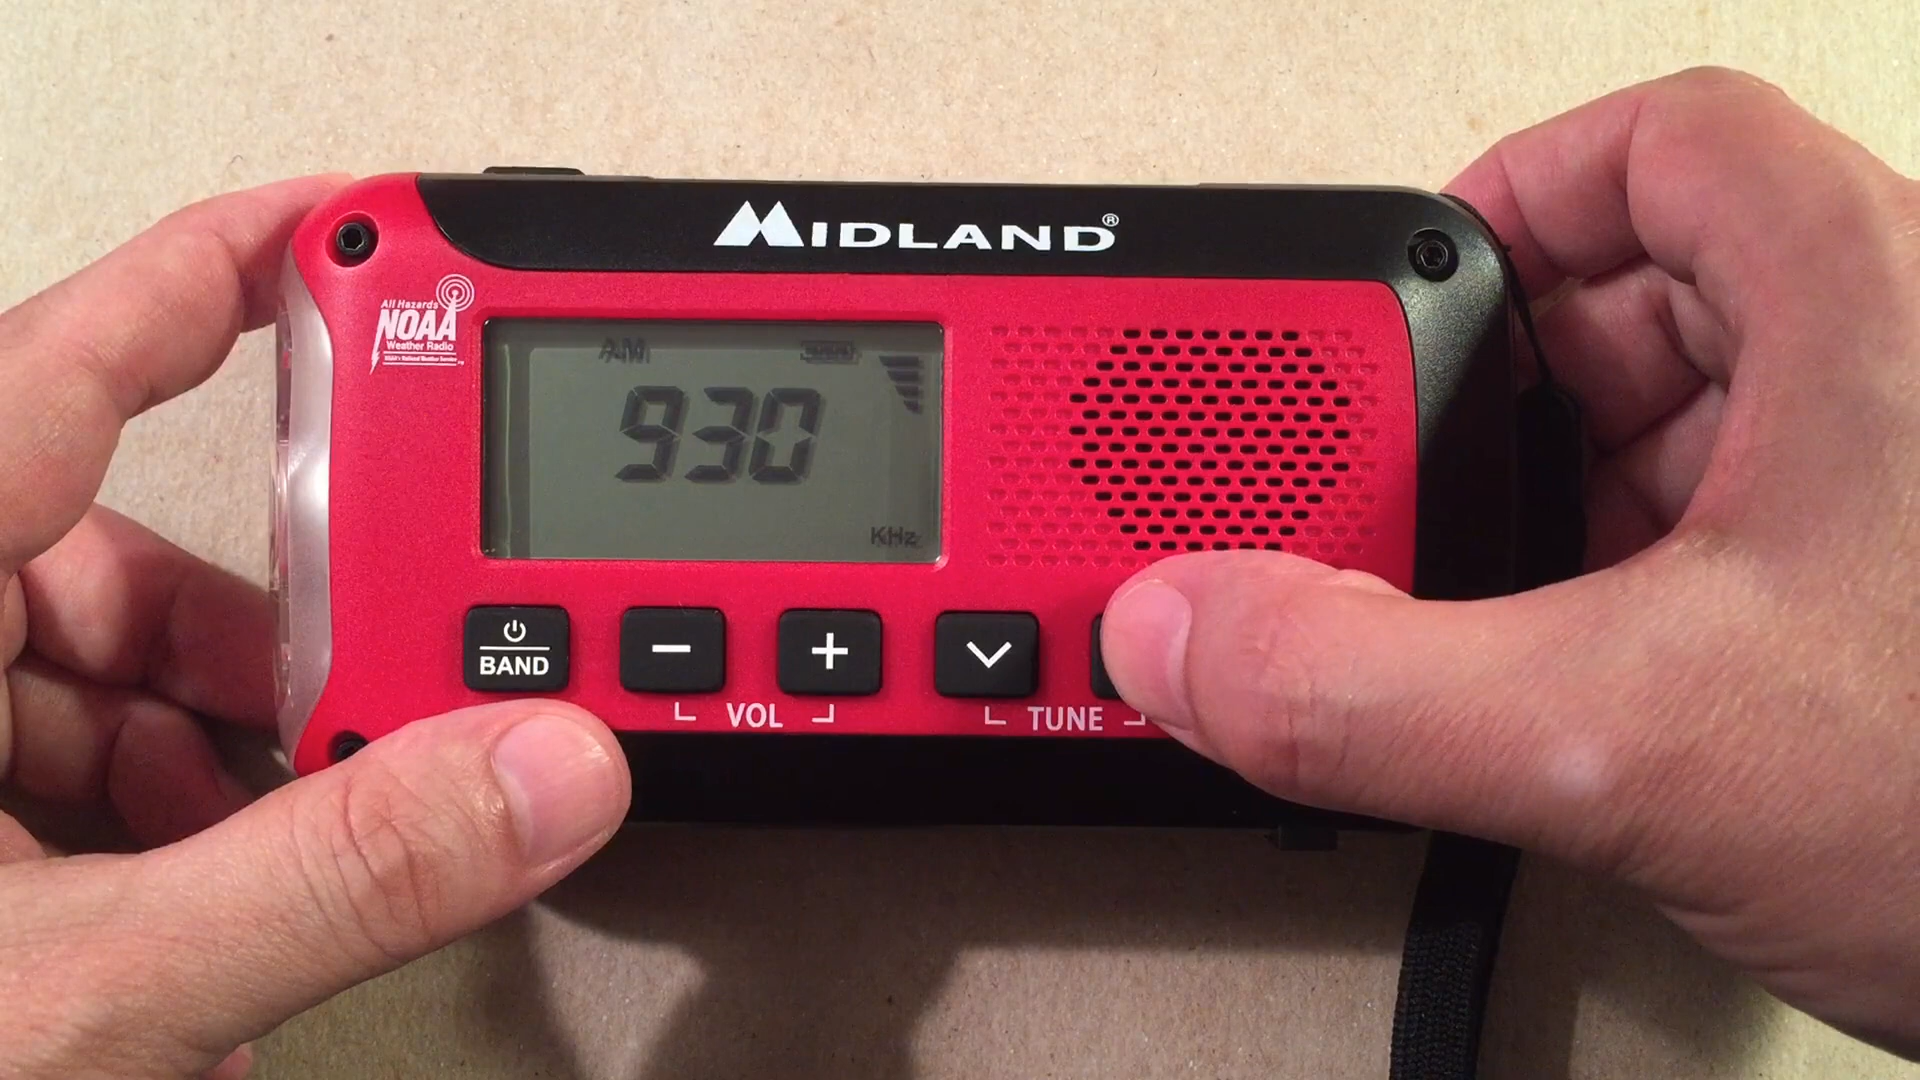 MIDLAND®
All Hazards
NOAA
Weather Radio
AM
930
KHz
BAND
VOL
TUNE